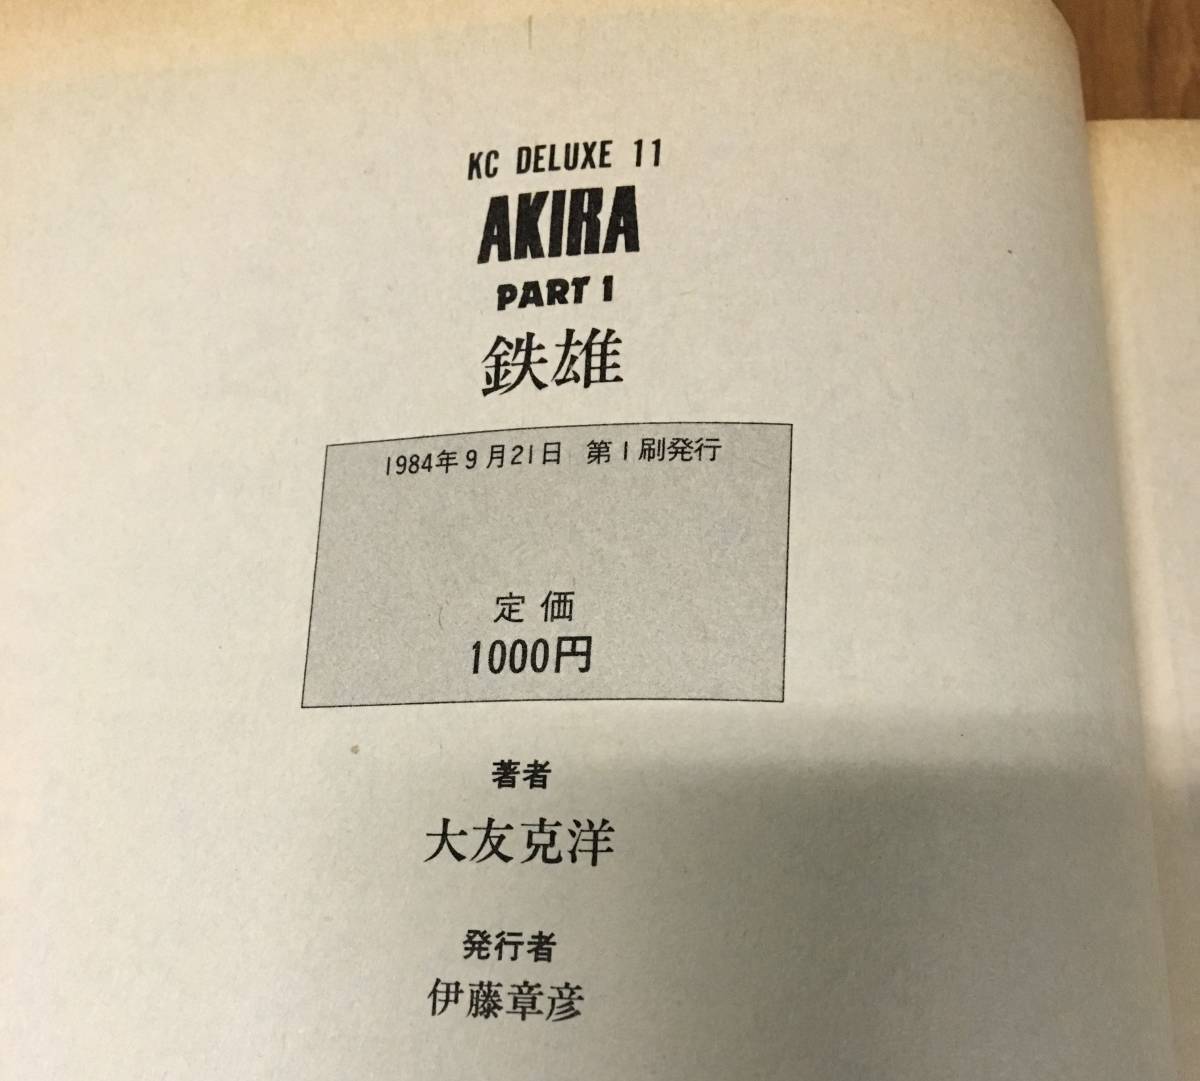 KC DELUXE 11
AKIRA
PART 1
鉄雄
1984年9月21日 第1刷発行
定価
1000円
著者
大友克洋
発行者
伊藤章彦